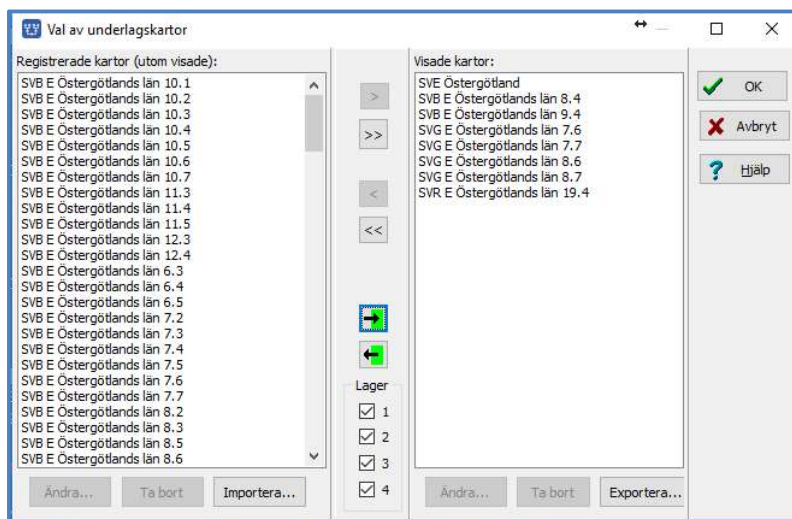 Val av underlagskartor
Registrerade kartor (utom visade):
SVB E Östergötlands län 10.1
SVB E Östergötlands län 10.2
SVB E Östergötlands län 10.3
SVB E Östergötlands län 10.4
SVB E Östergötlands län 10.5
SVB E Östergötlands län 10.6
SVB E Östergötlands län 10.7
SVB E Östergötlands län 11.3
SVB E Östergötlands län 11.4
SVB E Östergötlands län 11.5
SVB E Östergötlands län 12.3
SVB E Östergötlands län 12.4
SVB E Östergötlands län 6.3
SVB E Östergötlands län 6.4
SVB E Östergötlands län 6.5
SVB E Östergötlands län 7.2
SVB E Östergötlands län 7.3
SVB E Östergötlands län 7.4
SVB E Östergötlands län 7.5
SVB E Östergötlands län 7.6
SVB E Östergötlands län 7.7
SVB E Östergötlands län 8.2
SVB E Östergötlands län 8.3
SVB E Östergötlands län 8.5
SVB E Östergötlands län 8.6
Ändra...
Ta bort
Importera...
>
>>
<
<<
Lager
1
2
3
4
Visade kartor:
SVE Östergötland
SVB E Östergötlands län 8.4
SVB E Östergötlands län 9.4
SVG E Östergötlands län 7.6
SVG E Östergötlands län 7.7
SVG E Östergötlands län 8.6
SVG E Östergötlands län 8.7
SVR E Östergötlands län 19.4
Ändra...
Ta bort
Exportera...
OK
Avbryt
Hjälp